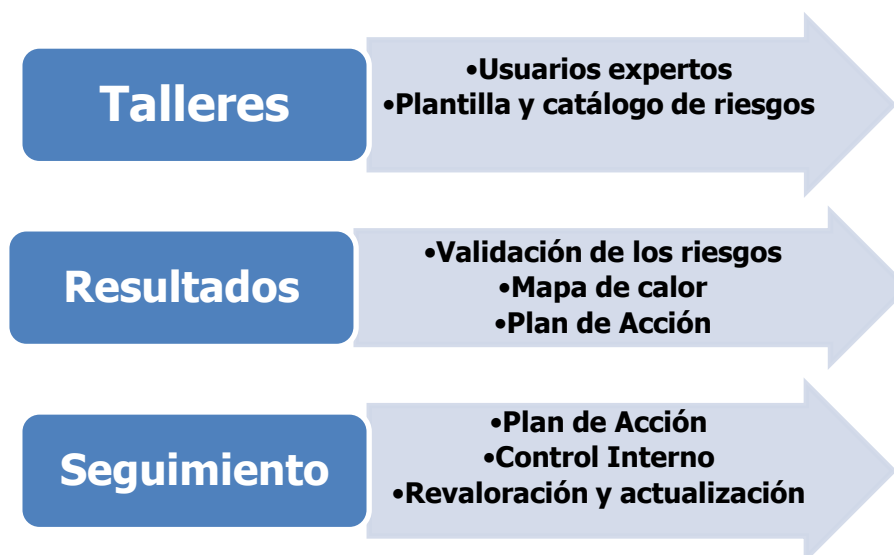 Talleres
•Usuarios expertos
•Plantilla y catálogo de riesgos
Resultados
•Validación de los riesgos
•Mapa de calor
•Plan de Acción
Seguimiento
•Plan de Acción
•Control Interno
•Revaloración y actualización